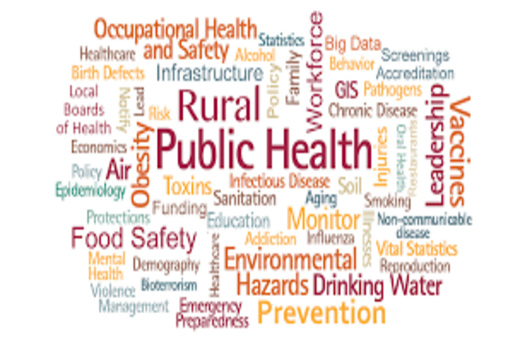 Occupational Health
and Safety
Statistics
Workforce
Big Data
Healthcare
Alcohol
Family
Behavior
Screenings
Birth Defects
Infrastructure
Policy
Accreditation
Local
Boards
of Health
Notify
Lead
Risk
Rural
GIS
Pathogens
Chronic Disease
Leadership
Vaccines
Economics
Obesity
Public Health
Injuries
Oral Health
Restaurants
Policy
Air
Epidemiology
Toxins
Infectious Disease
Soil
Sanitation
Aging
Smoking
Protections
Funding
Education
Monitor
Illnesses
Non-communicable
disease
Food Safety
Addiction
Influenza
Vital Statistics
Mental
Health
Demography
Healthcare
Environmental
Hazards
Reproduction
Violence
Bioterrorism
Drinking Water
Management
Emergency
Preparedness
Prevention